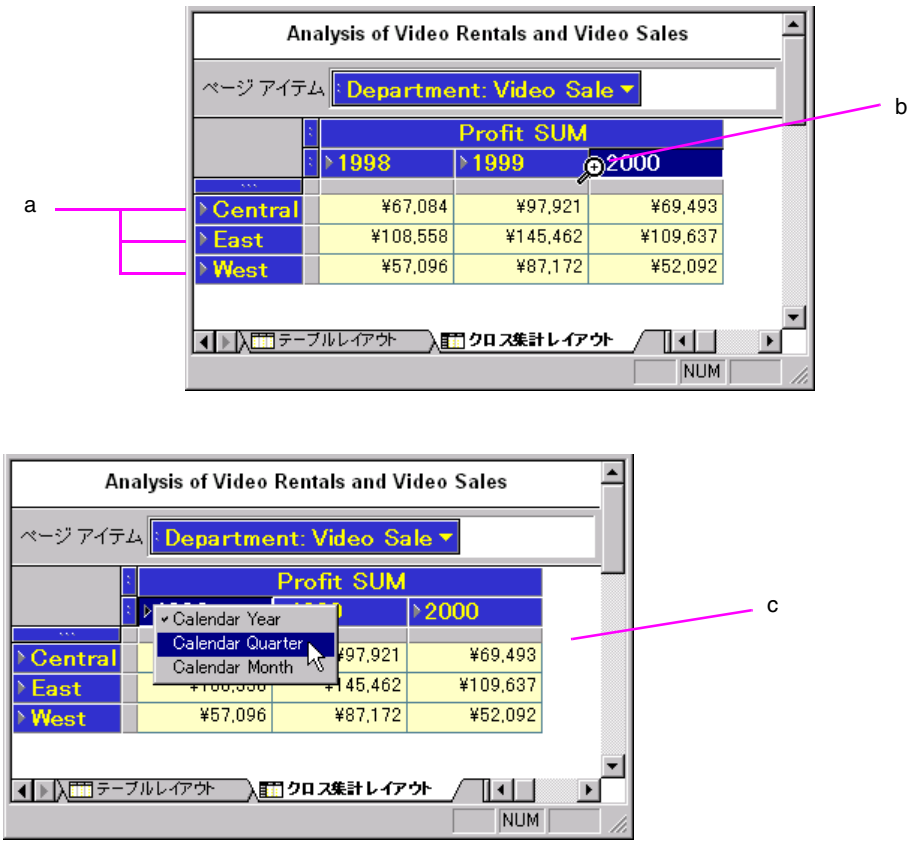 Analysis of Video Rentals and Video Sales
ページ アイテム Department: Video Sale
b
Profit SUM
1998 1999 2000
a
Central ¥67,084 ¥97,921 ¥69,493
East ¥108,558 ¥145,462 ¥109,637
West ¥57,096 ¥87,172 ¥52,092
テーブルレイアウト クロス集計レイアウト
NUM
Analysis of Video Rentals and Video Sales
ページ アイテム Department: Video Sale
Profit SUM
2000
c
Calendar Year
Calendar Quarter
Calendar Month
Central ¥97,921 ¥69,493
East ¥145,462 ¥109,637
West ¥57,096 ¥87,172 ¥52,092
テーブルレイアウト クロス集計レイアウト
NUM